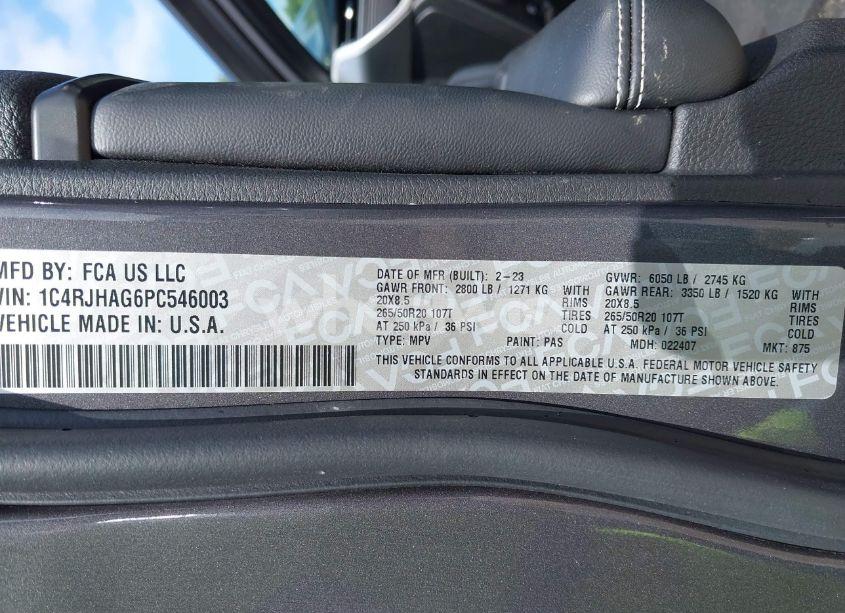 MFD BY: FCA US LLC
VIN: 1C4RJHAG6PC546003
VEHICLE MADE IN: U.S.A.
DATE OF MFR (BUILT): 2-23
GAWR FRONT: 2800 LB / 1271 KG WITH
20X8.5 RIMS
265/50R20 107T TIRES
AT 250 kPa / 36 PSI COLD
TYPE: MPV PAINT: PAS
GVWR: 6050 LB / 2745 KG
GAWR REAR: 3350 LB / 1520 KG WITH
20X8.5 RIMS
265/50R20 107T TIRES
AT 250 kPa / 36 PSI COLD
MDH: 022407 MKT: 875
THIS VEHICLE CONFORMS TO ALL APPLICABLE U.S.A. FEDERAL MOTOR VEHICLE SAFETY
STANDARDS IN EFFECT ON THE DATE OF MANUFACTURE SHOWN ABOVE.